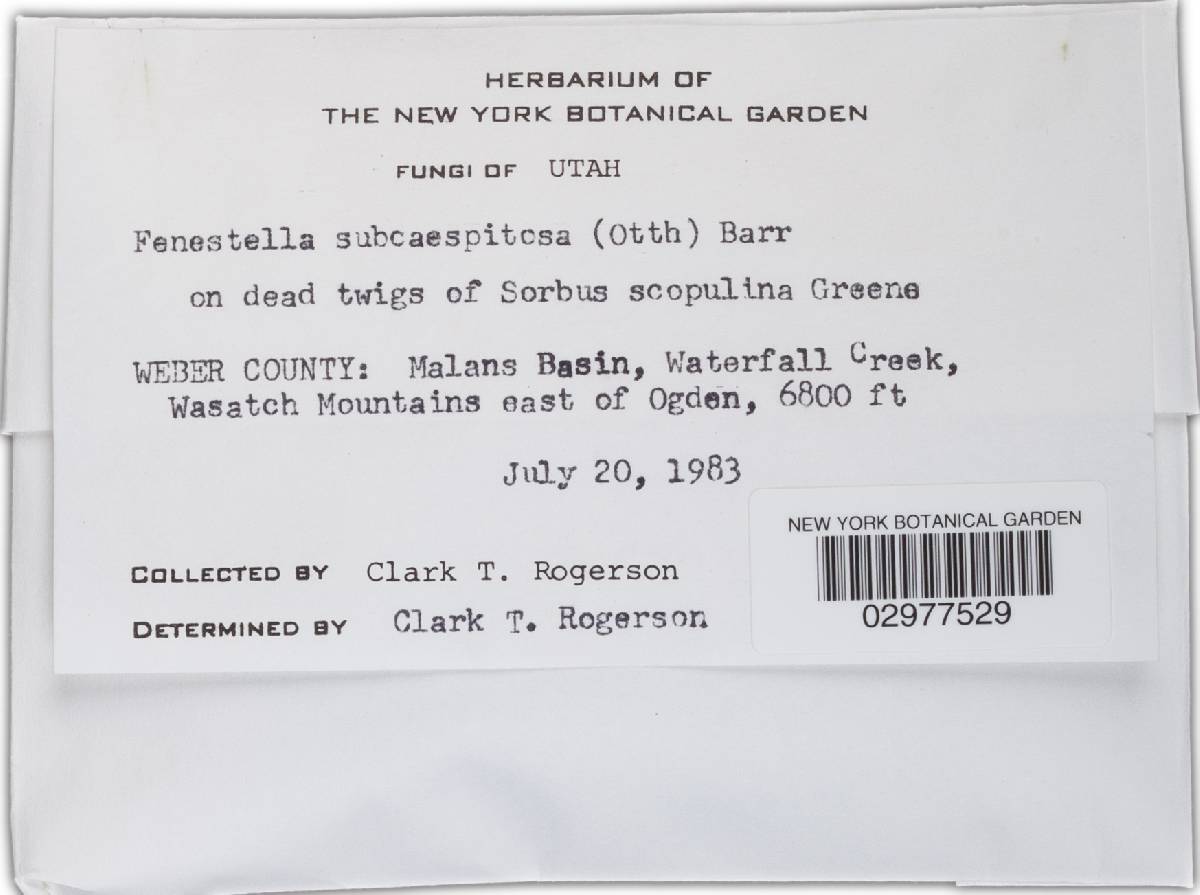 HERBARIUM OF
THE NEW YORK BOTANICAL GARDEN
FUNGI OF UTAH
Fenestella subcaespitosa (Otth) Barr
on dead twigs of Sorbus scopulina Greene
WEBER COUNTY: Malans Basin, Waterfall Creek,
Wasatch Mountains east of Ogden, 6800 ft
July 20, 1983
NEW YORK BOTANICAL GARDEN
02977529
COLLECTED BY Clark T. Rogerson
DETERMINED BY Clark T. Rogerson